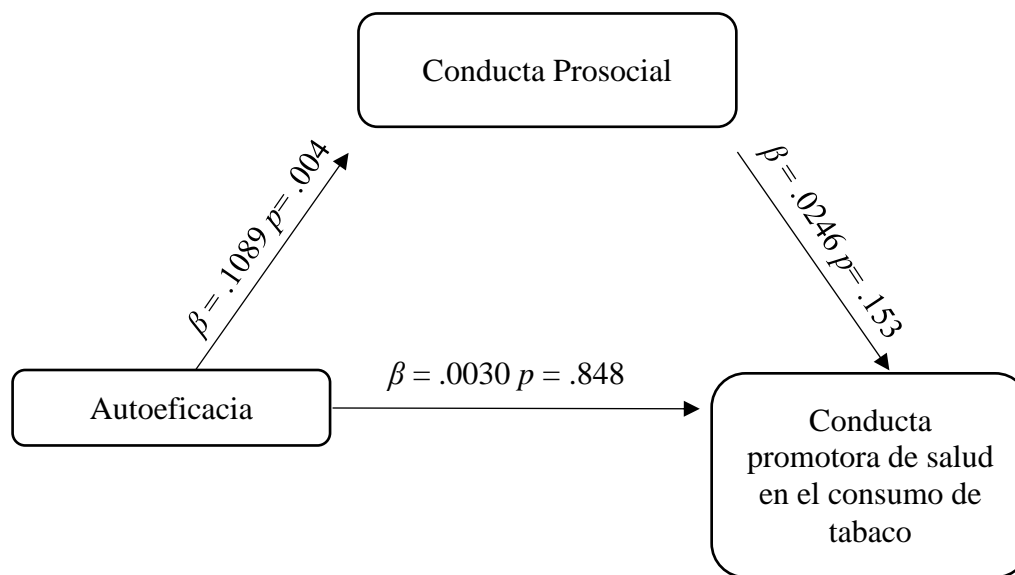 Conducta Prosocial
β = .1089 p= .004
β = .0246 p= .153
Autoeficacia
β = .0030 p = .848
Conducta
promotora de salud
en el consumo de
tabaco